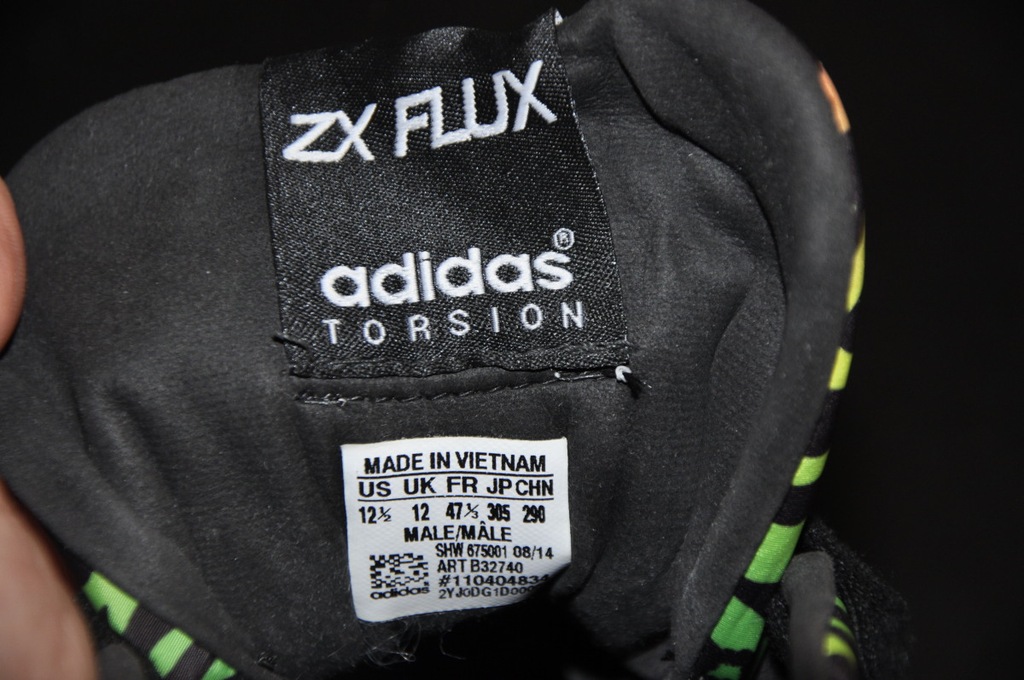 ZX FLUX
adidas®
TORSION
MADE IN VIETNAM
US UK FR JP CHN
12½ 12 47⅓ 305 290
MALE/MÂLE
SHW 675001 08/14
ART B32740
#110404834
adidas